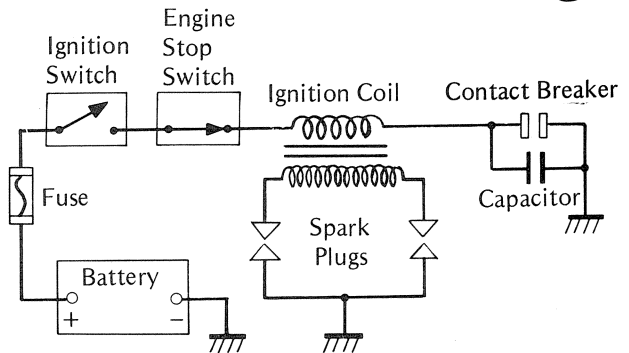 Engine
Stop
Switch
Ignition
Switch
Ignition Coil
Contact Breaker
Fuse
Capacitor
Spark
Plugs
Battery
+
−